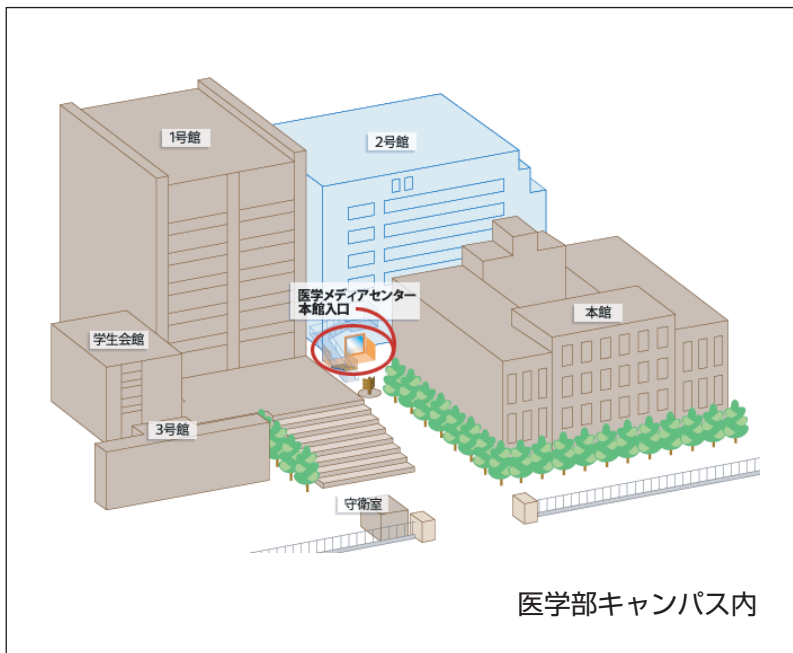 1号館
2号館
医学メディアセンター
本館入口
本館
学生会館
3号館
守衛室
医学部キャンパス内